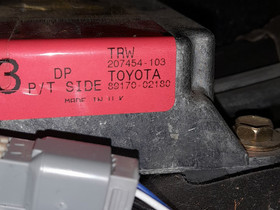 TRW
207454-103
3 DP TOYOTA
P/T SIDE 89170-02180
MADE IN U K